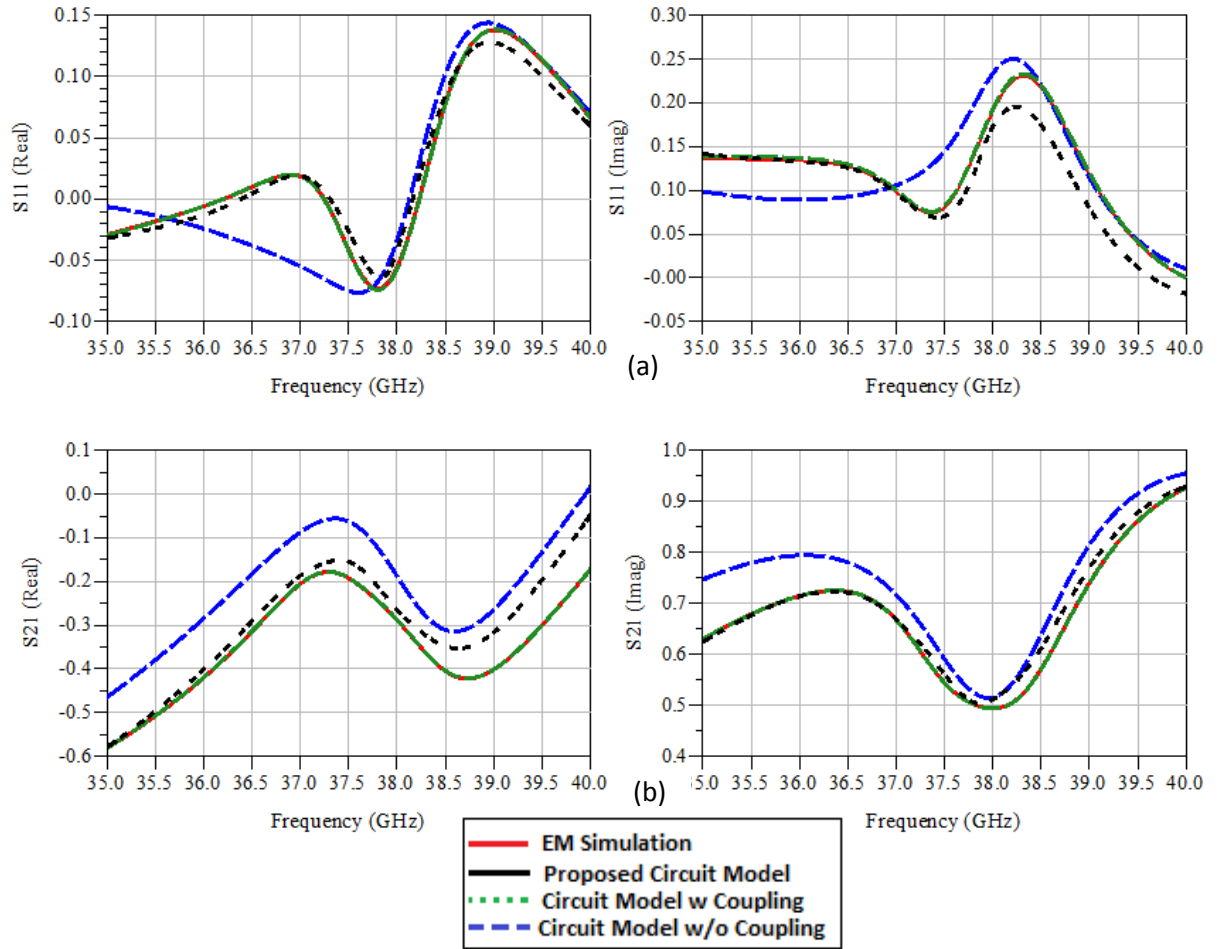 0.15
0.10
0.05
0.00
-0.05
-0.10
S11 (Real)
35.0 35.5 36.0 36.5 37.0 37.5 38.0 38.5 39.0 39.5 40.0
Frequency (GHz)
0.30
0.25
0.20
0.15
0.10
0.05
-0.00
-0.05
S11 (Imag)
35.0 35.5 36.0 36.5 37.0 37.5 38.0 38.5 39.0 39.5 40.0
Frequency (GHz)
(a)
0.1
0.0
-0.1
-0.2
-0.3
-0.4
-0.5
-0.6
S21 (Real)
35.0 35.5 36.0 36.5 37.0 37.5 38.0 38.5 39.0 39.5 40.0
Frequency (GHz)
1.0
0.9
0.8
0.7
0.6
0.5
0.4
S21 (Imag)
35.0 35.5 36.0 36.5 37.0 37.5 38.0 38.5 39.0 39.5 40.0
Frequency (GHz)
(b)
EM Simulation
Proposed Circuit Model
Circuit Model w Coupling
Circuit Model w/o Coupling